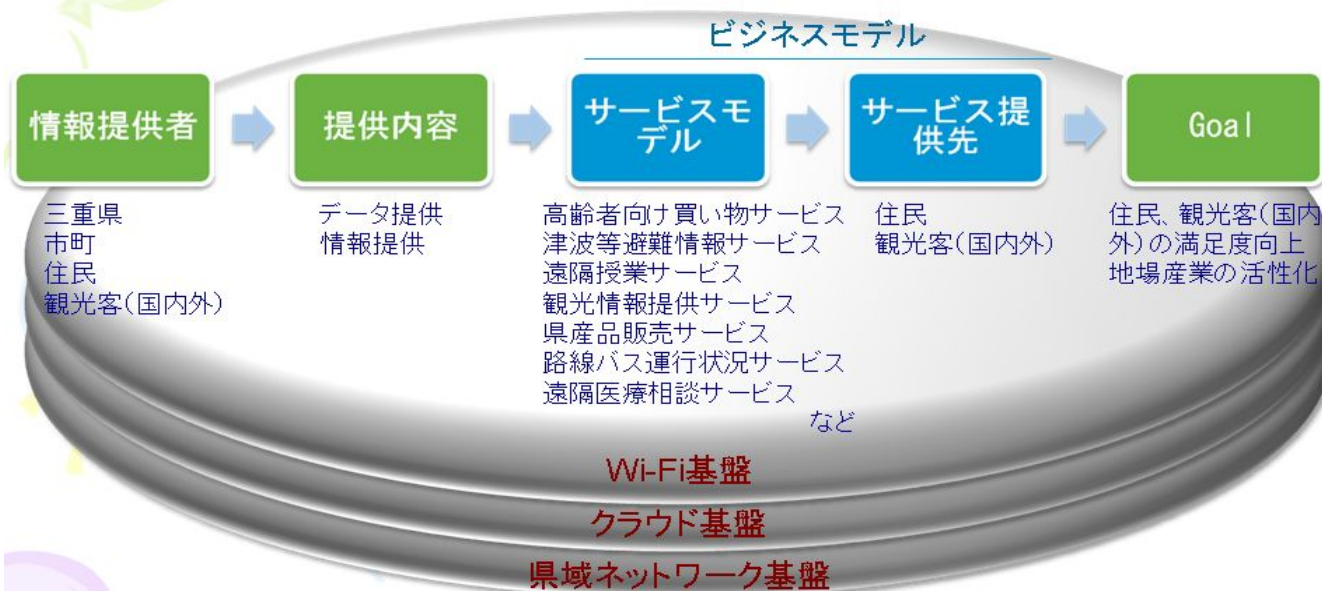 ビジネスモデル
情報提供者
提供内容
サービスモ
デル
サービス提
供先
Goal
三重県
市町
住民
観光客(国内外)
データ提供
情報提供
高齢者向け買い物サービス
津波等避難情報サービス
遠隔授業サービス
観光情報提供サービス
県産品販売サービス
路線バス運行状況サービス
遠隔医療相談サービス
など
住民
観光客(国内外)
住民、観光客(国内
外)の満足度向上
地場産業の活性化
Wi-Fi基盤
クラウド基盤
県域ネットワーク基盤